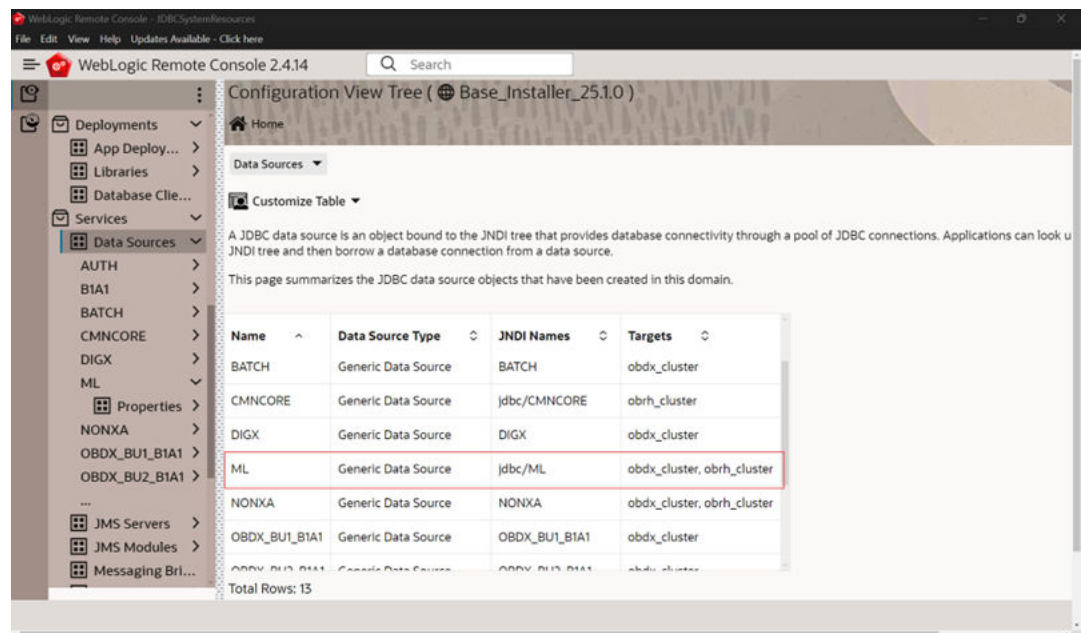 WebLogic Remote Console - JDBCSystemResources
File Edit View Help Updates Available - Click here
WebLogic Remote Console 2.4.14
Search
Configuration View Tree ( Base_Installer_25.1.0 )
Home
Deployments
App Deploy...
Libraries
Database Clie...
Services
Data Sources
AUTH
B1A1
BATCH
CMNCORE
DIGX
ML
Properties
NONXA
OBDX_BU1_B1A1
OBDX_BU2_B1A1
...
JMS Servers
JMS Modules
Messaging Bri...
Data Sources
Customize Table
A JDBC data source is an object bound to the JNDI tree that provides database connectivity through a pool of JDBC connections. Applications can look u
JNDI tree and then borrow a database connection from a data source.
This page summarizes the JDBC data source objects that have been created in this domain.
Name Data Source Type JNDI Names Targets
BATCH Generic Data Source BATCH obdx_cluster
CMNCORE Generic Data Source jdbc/CMNCORE obrh_cluster
DIGX Generic Data Source DIGX obdx_cluster
ML Generic Data Source jdbc/ML obdx_cluster, obrh_cluster
NONXA Generic Data Source NONXA obdx_cluster, obrh_cluster
OBDX_BU1_B1A1 Generic Data Source OBDX_BU1_B1A1 obdx_cluster
OBDX_BU2_B1A1 Generic Data Source OBDX_BU2_B1A1 obdx_cluster
Total Rows: 13